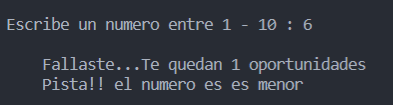 Escribe un numero entre 1 - 10 : 6
Fallaste...Te quedan 1 oportunidades
Pista!! el numero es es menor